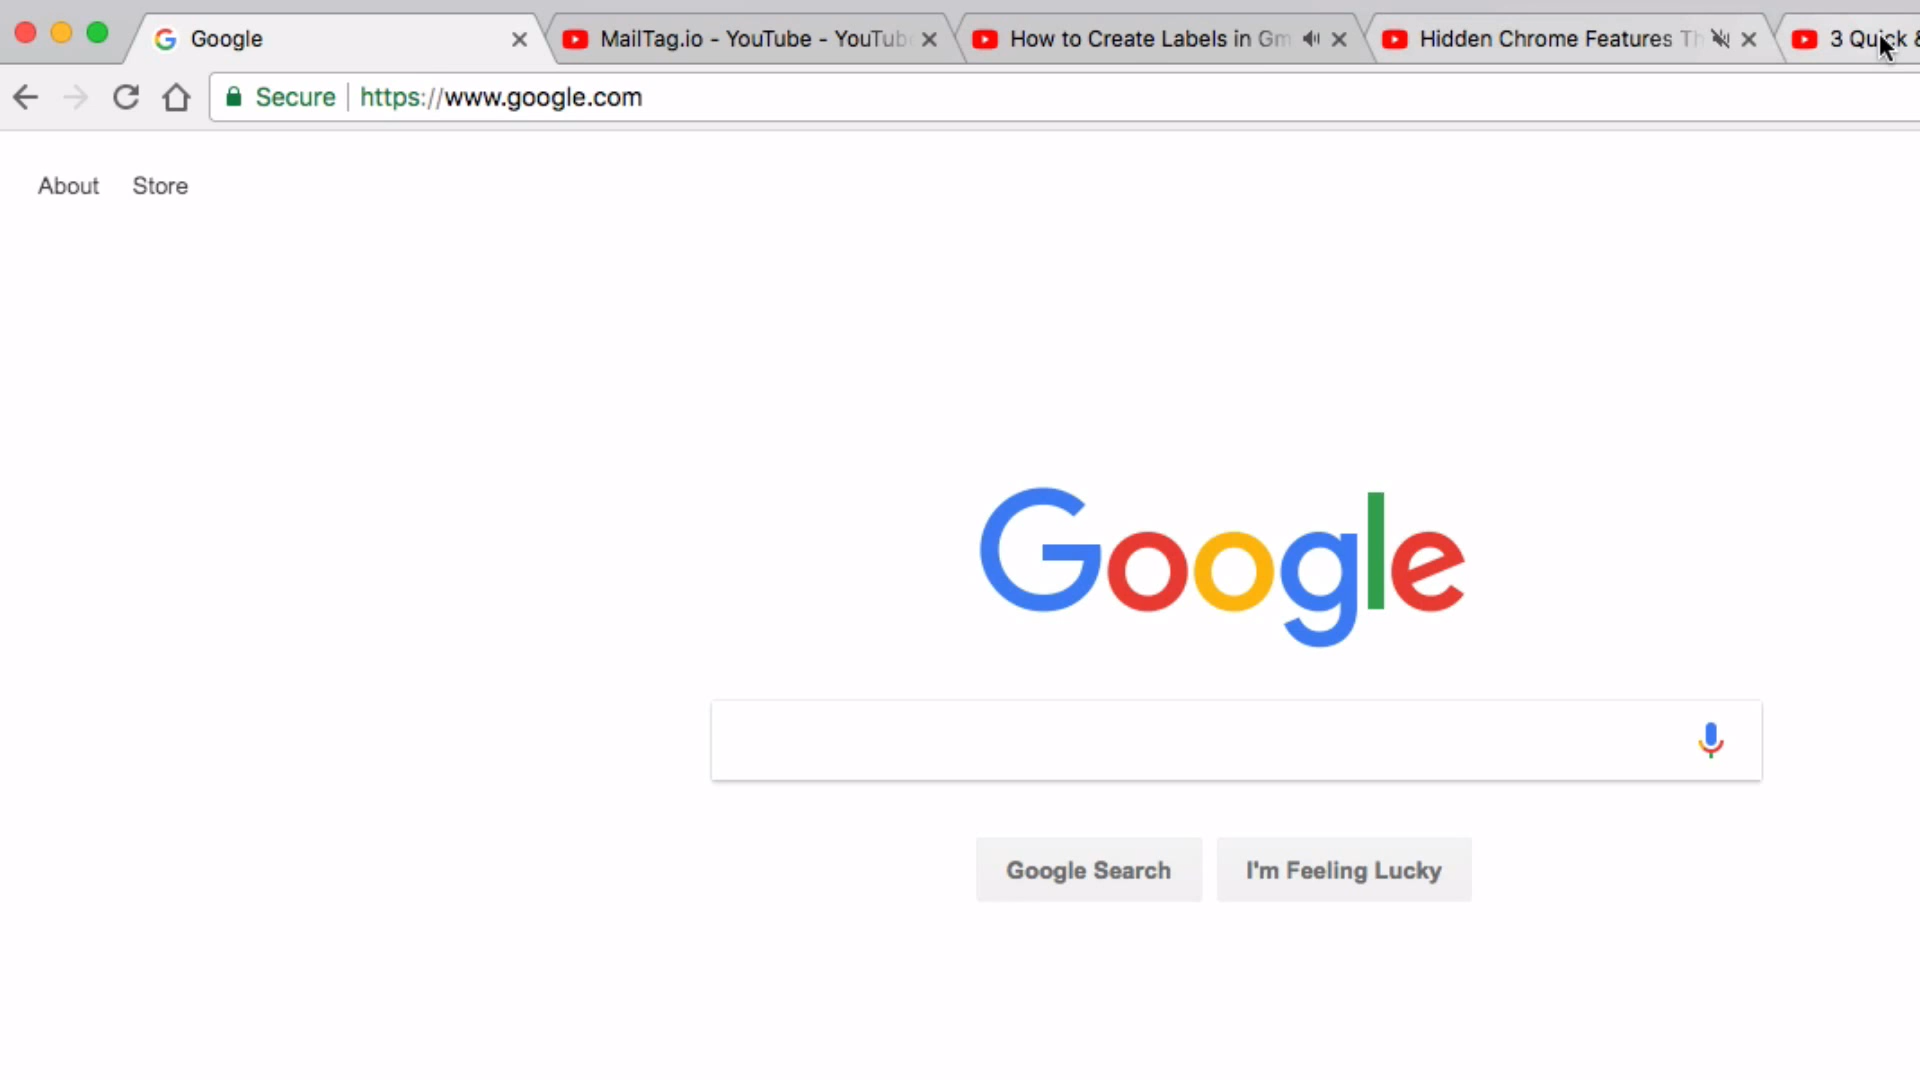 Google
MailTag.io - YouTube - YouTub
How to Create Labels in Gm
Hidden Chrome Features Th
3 Quick &
Secure
https://www.google.com
About Store
Google
Google Search
I'm Feeling Lucky